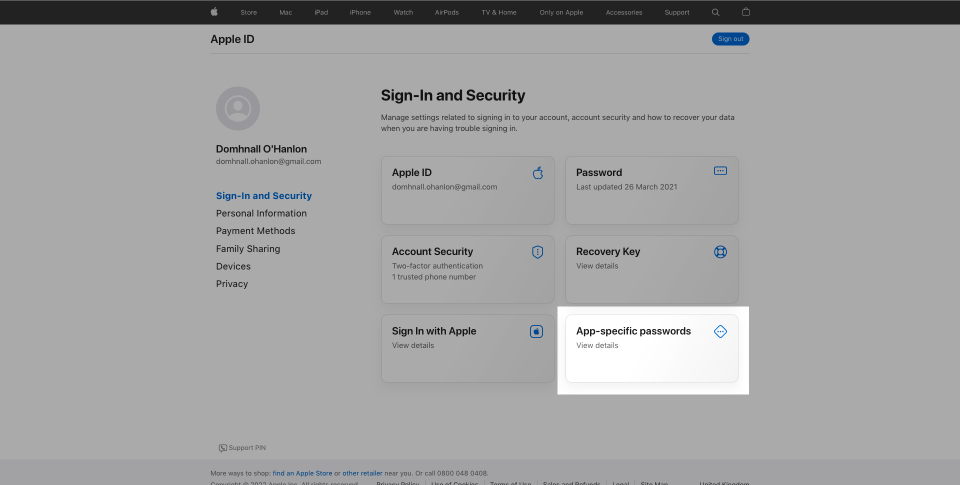 Store Mac iPad iPhone Watch AirPods TV & Home Only on Apple Accessories Support
Apple ID
Sign out
Domhnall O'Hanlon
domhnall.ohanlon@gmail.com
Sign-In and Security
Personal Information
Payment Methods
Family Sharing
Devices
Privacy
Sign-In and Security
Manage settings related to signing in to your account, account security and how to recover your data
when you are having trouble signing in.
Apple ID
domhnall.ohanlon@gmail.com
Password
Last updated 26 March 2021
Account Security
Two-factor authentication
1 trusted phone number
Recovery Key
View details
Sign In with Apple
View details
App-specific passwords
View details
Support PIN
More ways to shop: find an Apple Store or other retailer near you. Or call 0800 048 0408.
Copyright © 2022 Apple Inc. All rights reserved. Privacy Policy Use of Cookies Terms of Use Sales and Refunds Legal Site Map United Kingdom